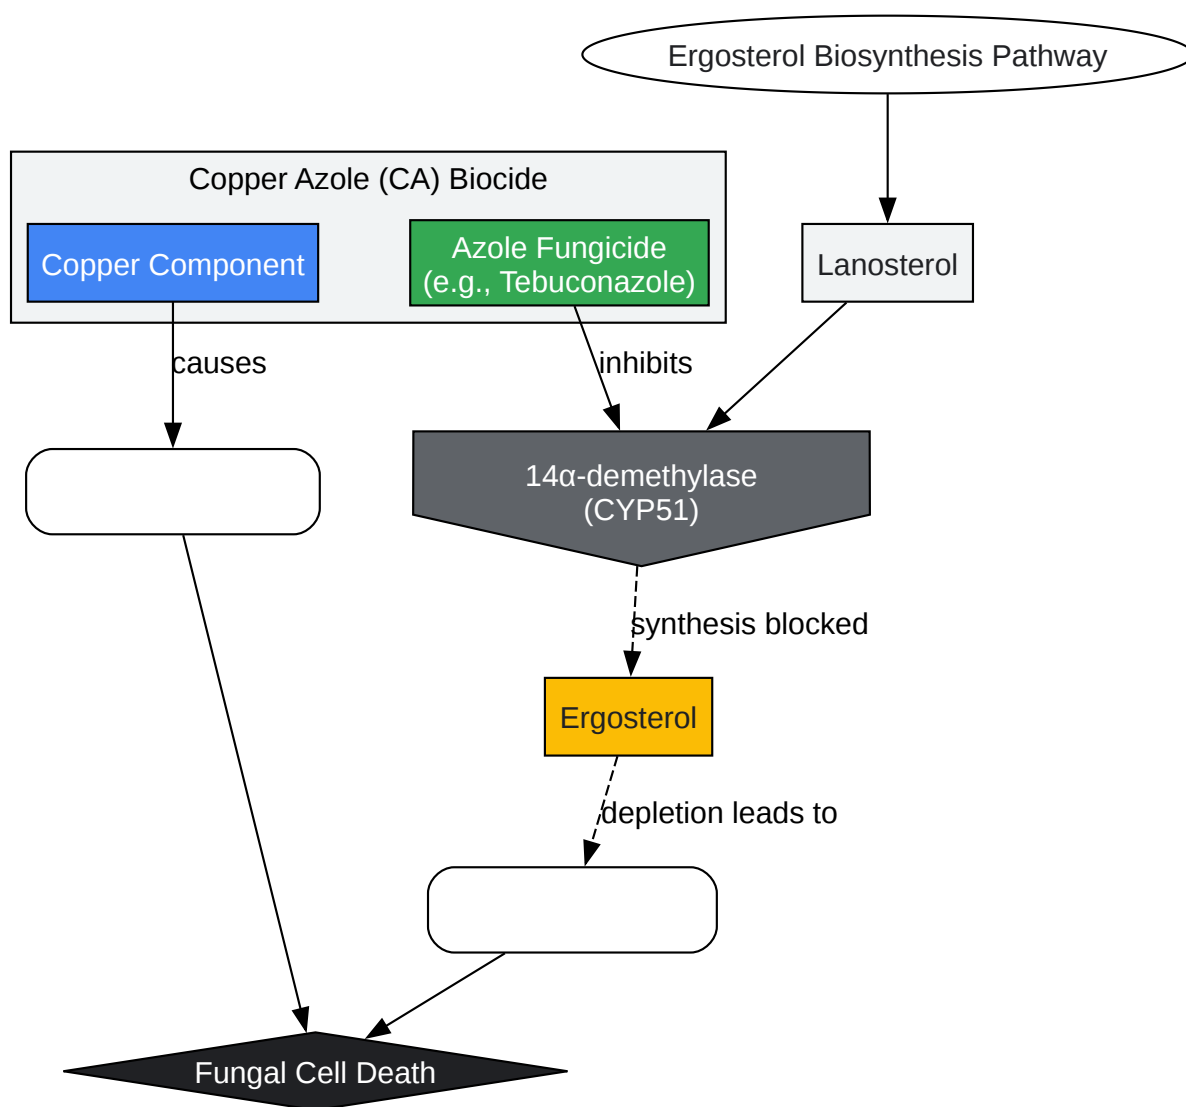 Ergosterol Biosynthesis Pathway
Copper Azole (CA) Biocide
Copper Component
Azole Fungicide
(e.g., Tebuconazole)
Lanosterol
causes
inhibits
14α-demethylase
(CYP51)
synthesis blocked
Ergosterol
depletion leads to
Fungal Cell Death